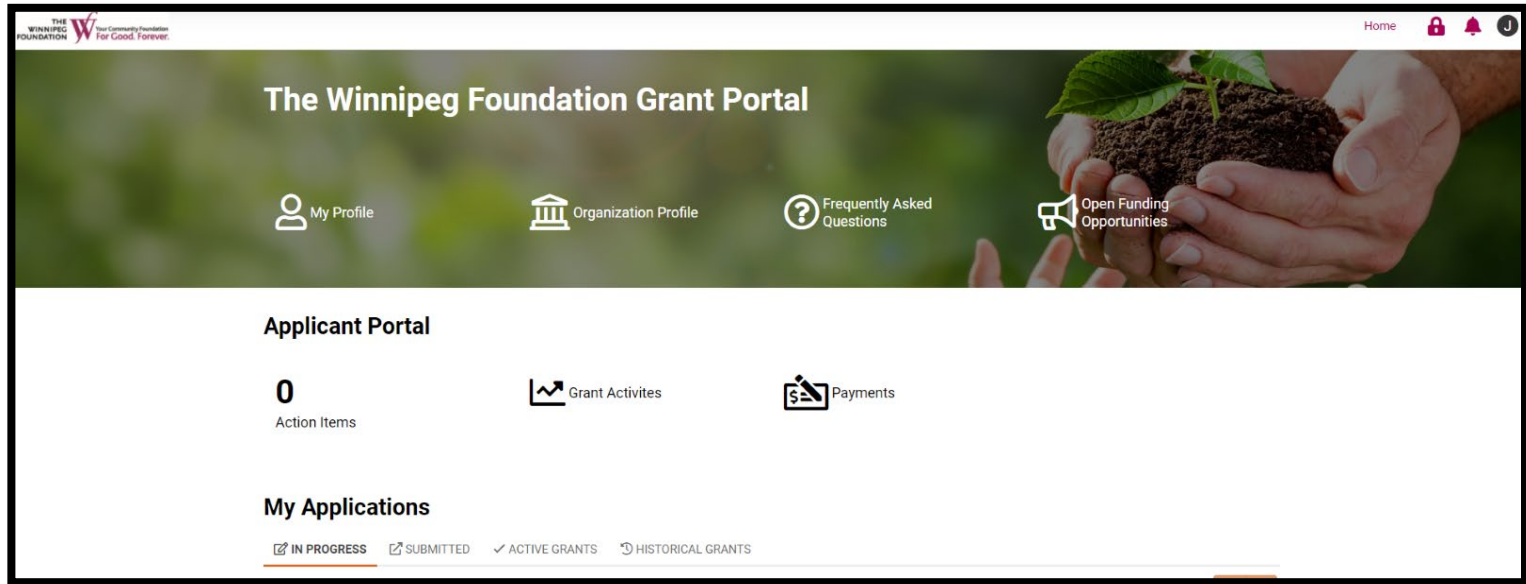 THE
WINNIPEG
FOUNDATION
Your Community Foundation
For Good. Forever.
Home
J
The Winnipeg Foundation Grant Portal
My Profile
Organization Profile
Frequently Asked
Questions
Open Funding
Opportunities
Applicant Portal
0
Action Items
Grant Activites
$
Payments
My Applications
IN PROGRESS SUBMITTED ACTIVE GRANTS HISTORICAL GRANTS